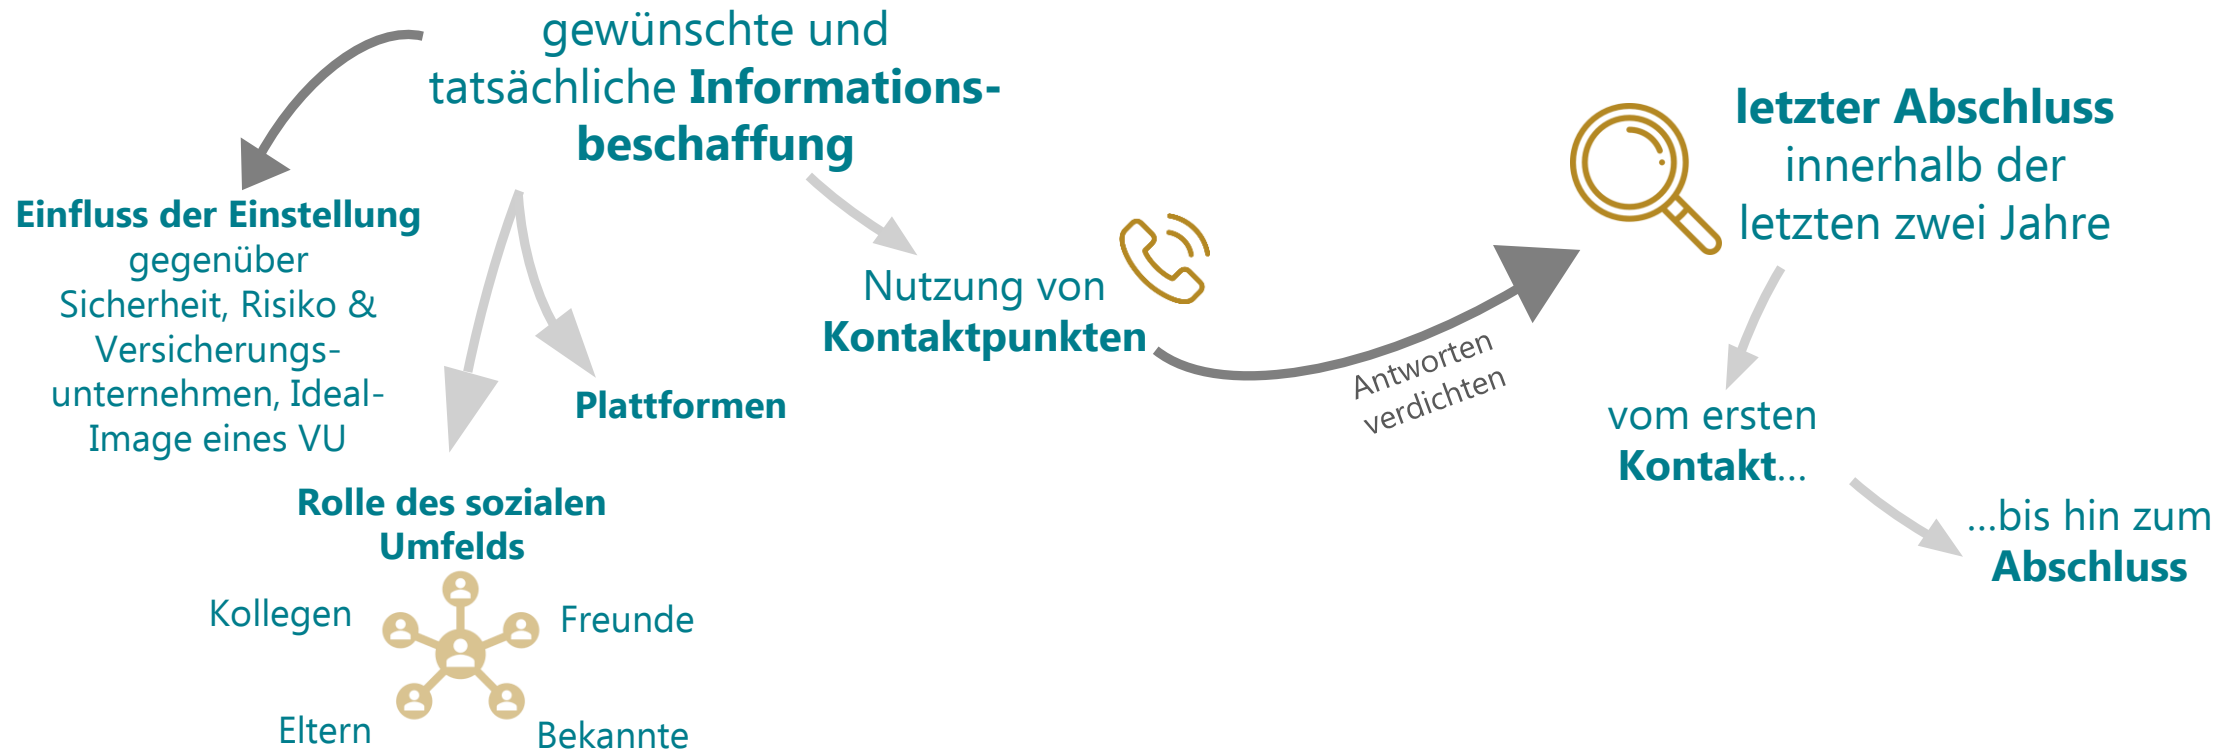 gewünschte und
tatsächliche Informations-
beschaffung
Einfluss der Einstellung
gegenüber
Sicherheit, Risiko &
Versicherungs-
unternehmen, Ideal-
Image eines VU
Plattformen
Rolle des sozialen
Umfelds
Kollegen
Freunde
Eltern
Bekannte
Nutzung von
Kontaktpunkten
Antworten
verdichten
letzter Abschluss
innerhalb der
letzten zwei Jahre
vom ersten
Kontakt...
...bis hin zum
Abschluss